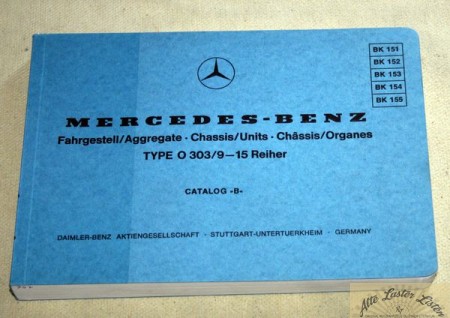 BK 151
BK 152
BK 153
BK 154
BK 155
MERCEDES-BENZ
Fahrgestell/Aggregate · Chassis/Units · Châssis/Organes
TYPE O 303/9—15 Reiher
CATALOG -B-
DAIMLER-BENZ AKTIENGESELLSCHAFT · STUTTGART-UNTERTUERKHEIM · GERMANY
Alte Laster Listen